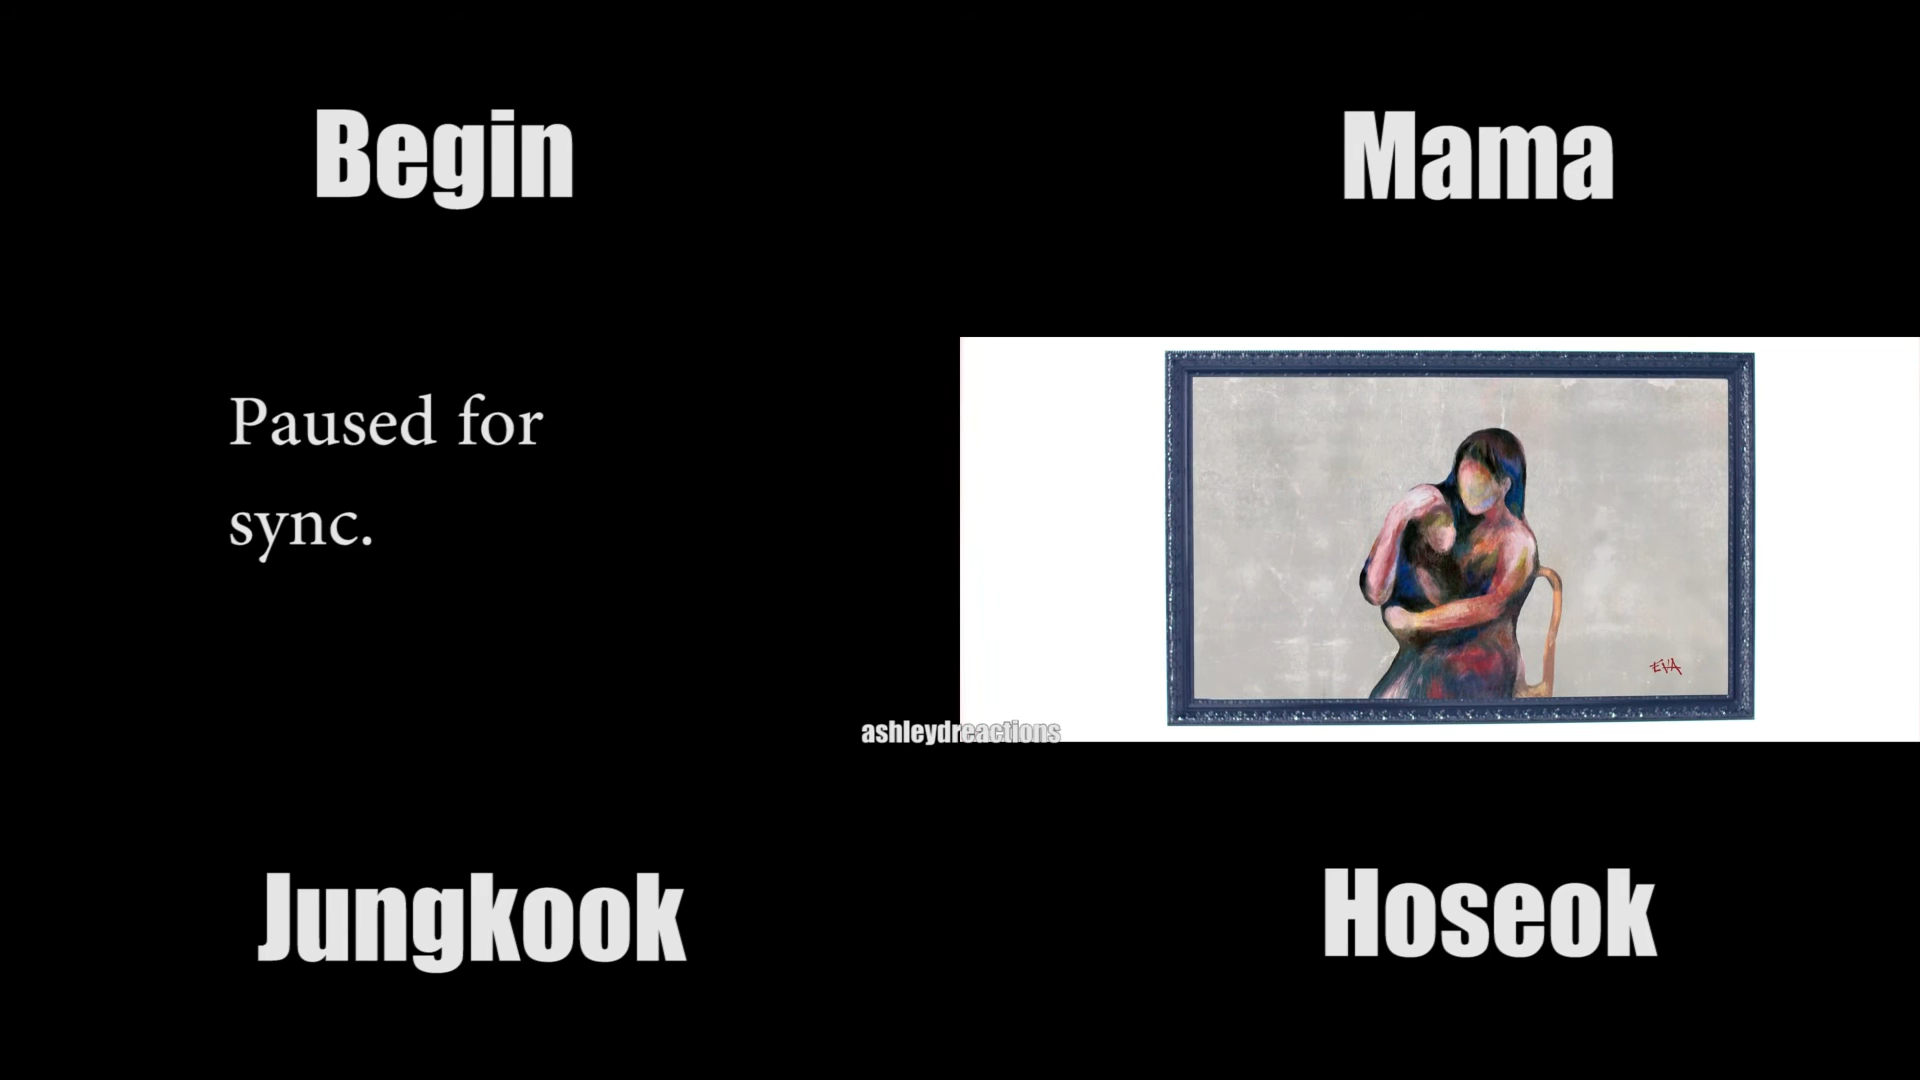 Begin
Mama
Paused for
sync.
EVA
ashleydreactions
Jungkook
Hoseok